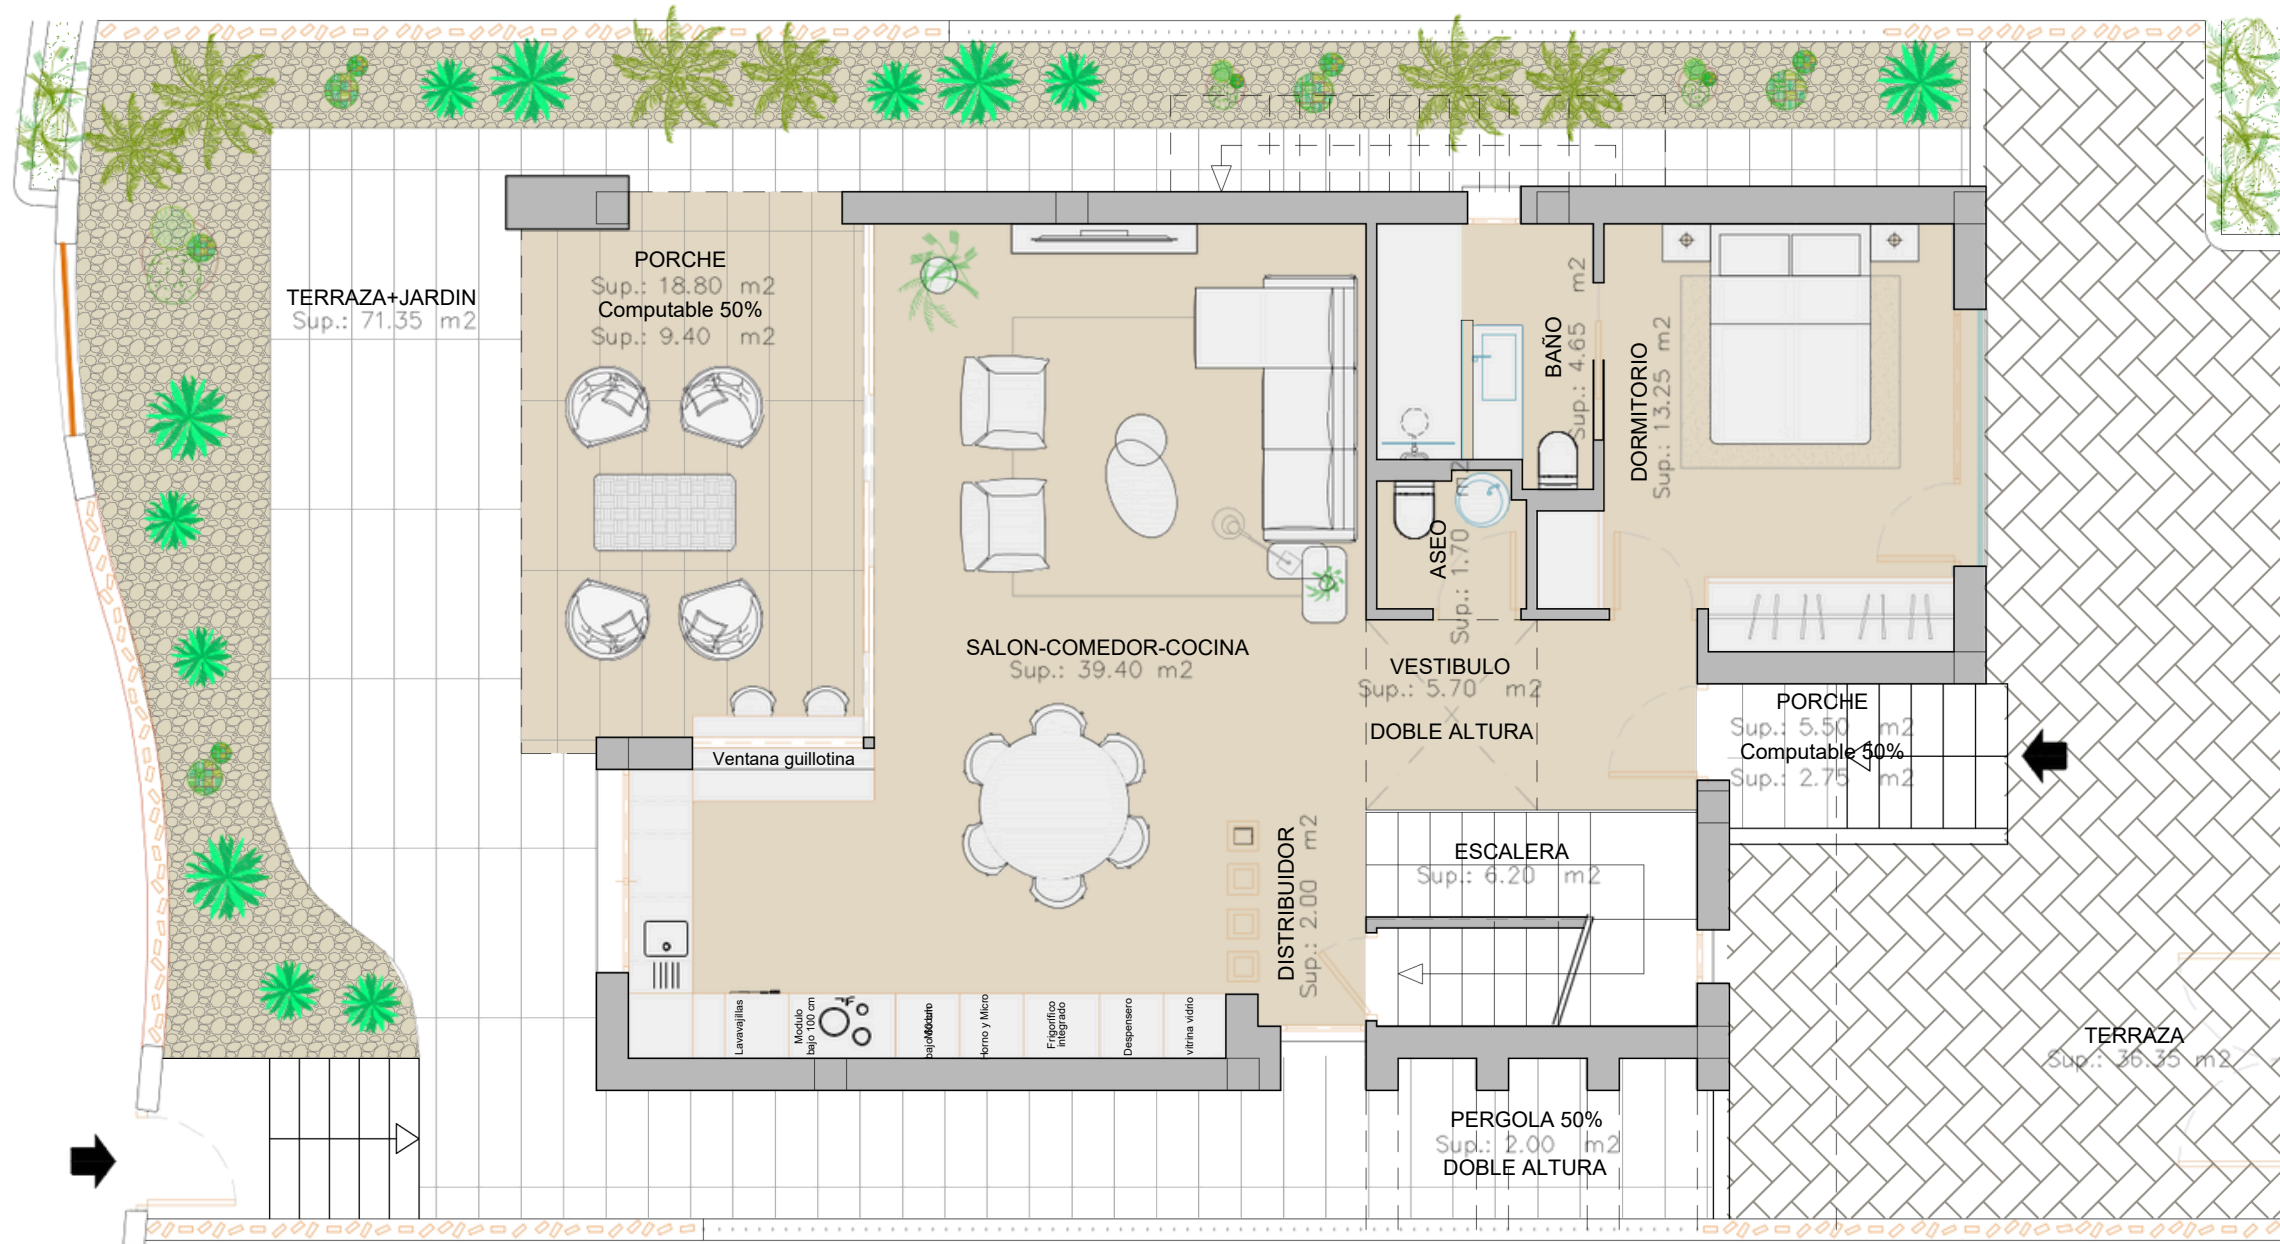 TERRAZA+JARDIN
Sup.: 71.35 m2
PORCHE
Sup.: 18.80 m2
Computable 50%
Sup.: 9.40 m2
SALON-COMEDOR-COCINA
Sup.: 39.40 m2
Ventana guillotina
BAÑO
Sup.: 4.65 m2
DORMITORIO
Sup.: 13.25 m2
ASEO
Sup.: 1.70 m2
VESTIBULO
Sup.: 5.70 m2
DOBLE ALTURA
PORCHE
Sup.: 5.50 m2
Computable 50%
Sup.: 2.75 m2
DISTRIBUIDOR
Sup.: 2.00 m2
ESCALERA
Sup.: 6.20 m2
Lavavajillas
Modulo
bajo 100 cm
Horno y Micro
Frigorifico
integrado
Despensero
vitrina vidrio
TERRAZA
Sup.: 36.35 m2
PERGOLA 50%
Sup.: 2.00 m2
DOBLE ALTURA